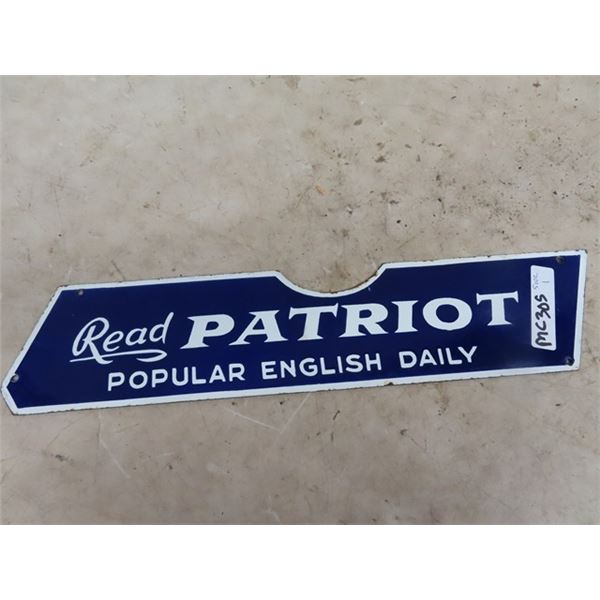 Read PATRIOT
POPULAR ENGLISH DAILY
MC305